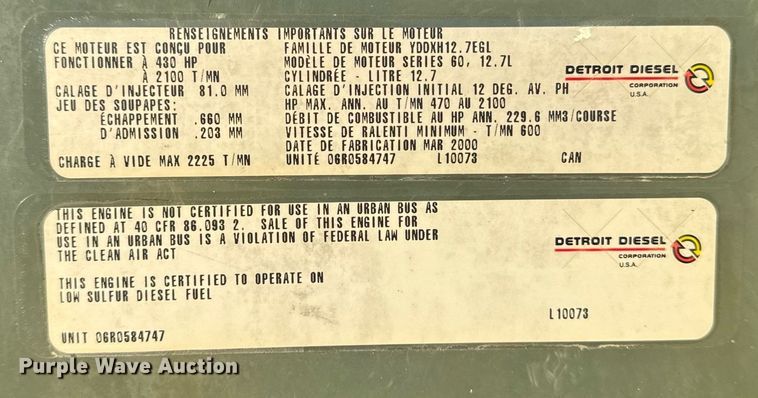 RENSEIGNEMENTS IMPORTANTS SUR LE MOTEUR
CE MOTEUR EST CONÇU POUR
FONCTIONNER À 430 HP
À 2100 T/MN
CALAGE D'INJECTEUR 81.0 MM
JEU DES SOUPAPES:
ÉCHAPPEMENT .660 MM
D'ADMISSION .203 MM
CHARGE À VIDE MAX 2225 T/MN
FAMILLE DE MOTEUR YDDXH12.7EGL
MODÈLE DE MOTEUR SERIES 60, 12.7L
CYLINDRÉE - LITRE 12.7
CALAGE D'INJECTION INITIAL 12 DEG. AV. PH
HP MAX. ANN. AU T/MN 470 AU 2100
DÉBIT DE COMBUSTIBLE AU HP ANN. 229.6 MM3/COURSE
VITESSE DE RALENTI MINIMUM - T/MN 600
DATE DE FABRICATION MAR 2000
UNITÉ 06R0584747 L10073 CAN
DETROIT DIESEL
CORPORATION
U.S.A.
THIS ENGINE IS NOT CERTIFIED FOR USE IN AN URBAN BUS AS
DEFINED AT 40 CFR 86.093 2. SALE OF THIS ENGINE FOR
USE IN AN URBAN BUS IS A VIOLATION OF FEDERAL LAW UNDER
THE CLEAN AIR ACT
THIS ENGINE IS CERTIFIED TO OPERATE ON
LOW SULFUR DIESEL FUEL
UNIT 06R0584747
DETROIT DIESEL
CORPORATION
U.S.A.
L10073
Purple Wave Auction